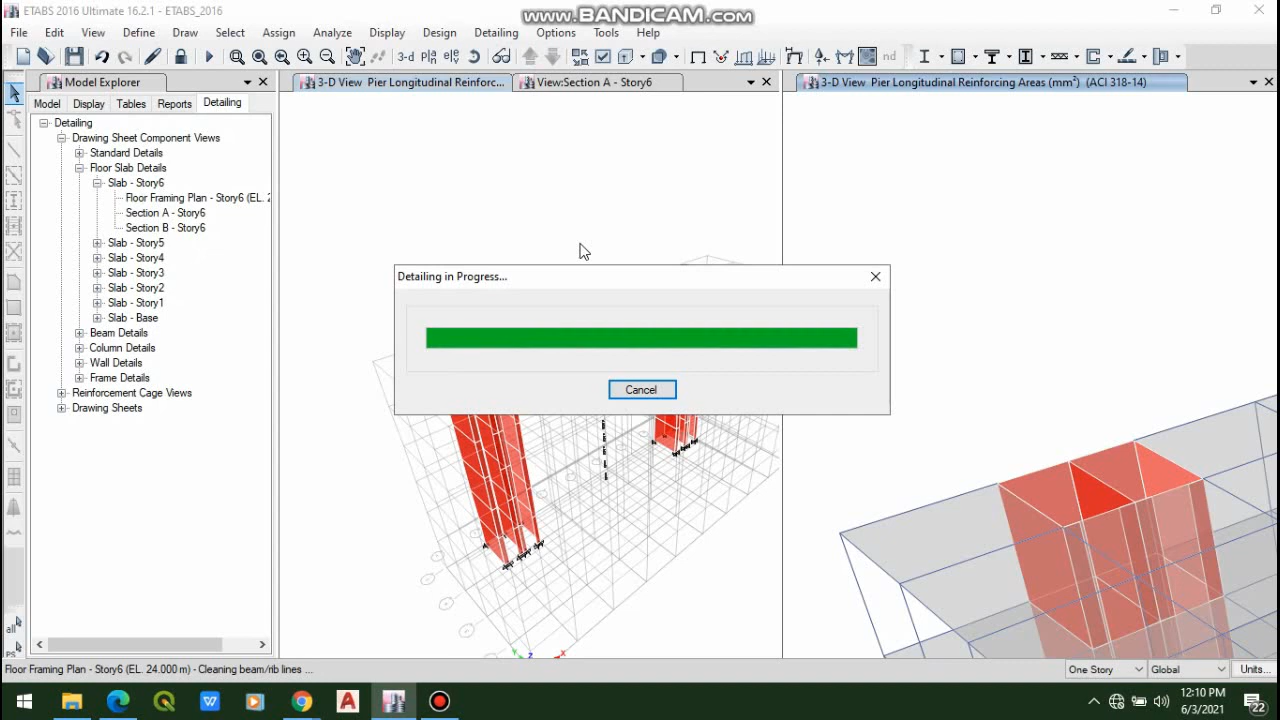 ETABS 2016 Ultimate 16.2.1 - ETABS_2016
www.BANDICAM.com
File Edit View Define Draw Select Assign Analyze Display Design Detailing Options Tools Help
3-d pla ele nd
Model Explorer
3-D View Pier Longitudinal Reinforc...
View:Section A - Story6
3-D View Pier Longitudinal Reinforcing Areas (mm²) (ACI 318-14)
Model Display Tables Reports Detailing
Detailing
Drawing Sheet Component Views
Standard Details
Floor Slab Details
Slab - Story6
Floor Framing Plan - Story6 (EL. 2
Section A - Story6
Section B - Story6
Slab - Story5
Slab - Story4
Slab - Story3
Slab - Story2
Slab - Story1
Slab - Base
Beam Details
Column Details
Wall Details
Frame Details
Reinforcement Cage Views
Drawing Sheets
Detailing in Progress...
Cancel
all
ps
Y Z X
Floor Framing Plan - Story6 (EL. 24.000 m) - Cleaning beam/rib lines ...
One Story Global Units...
12:10 PM
6/3/2021
22